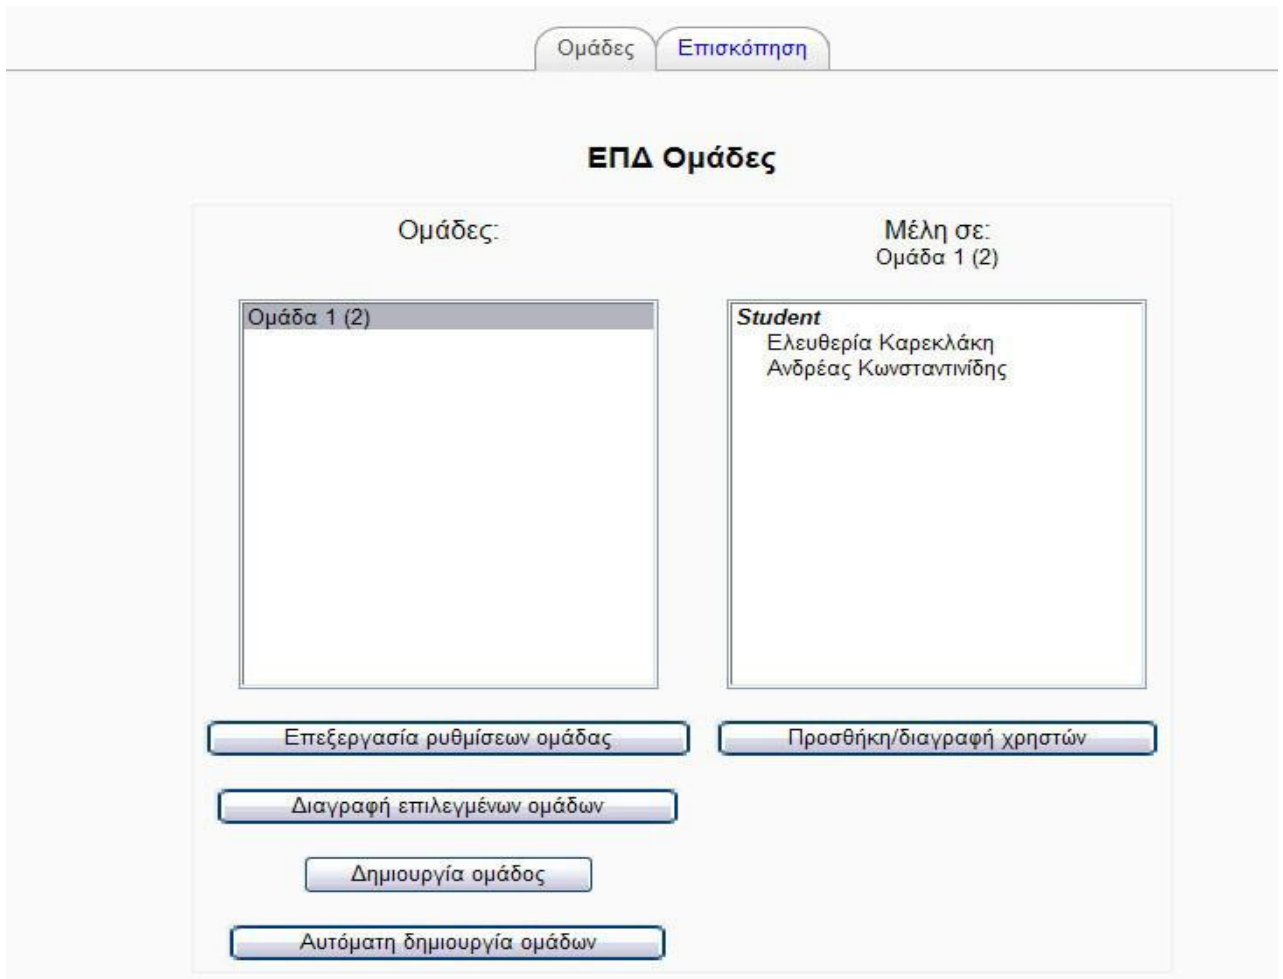 Ομάδες Επισκόπηση
ΕΠΔ Ομάδες
Ομάδες:
Ομάδα 1 (2)
Μέλη σε:
Ομάδα 1 (2)
Student
Ελευθερία Καρεκλάκη
Ανδρέας Κωνσταντινίδης
Επεξεργασία ρυθμίσεων ομάδας
Προσθήκη/διαγραφή χρηστών
Διαγραφή επιλεγμένων ομάδων
Δημιουργία ομάδος
Αυτόματη δημιουργία ομάδων